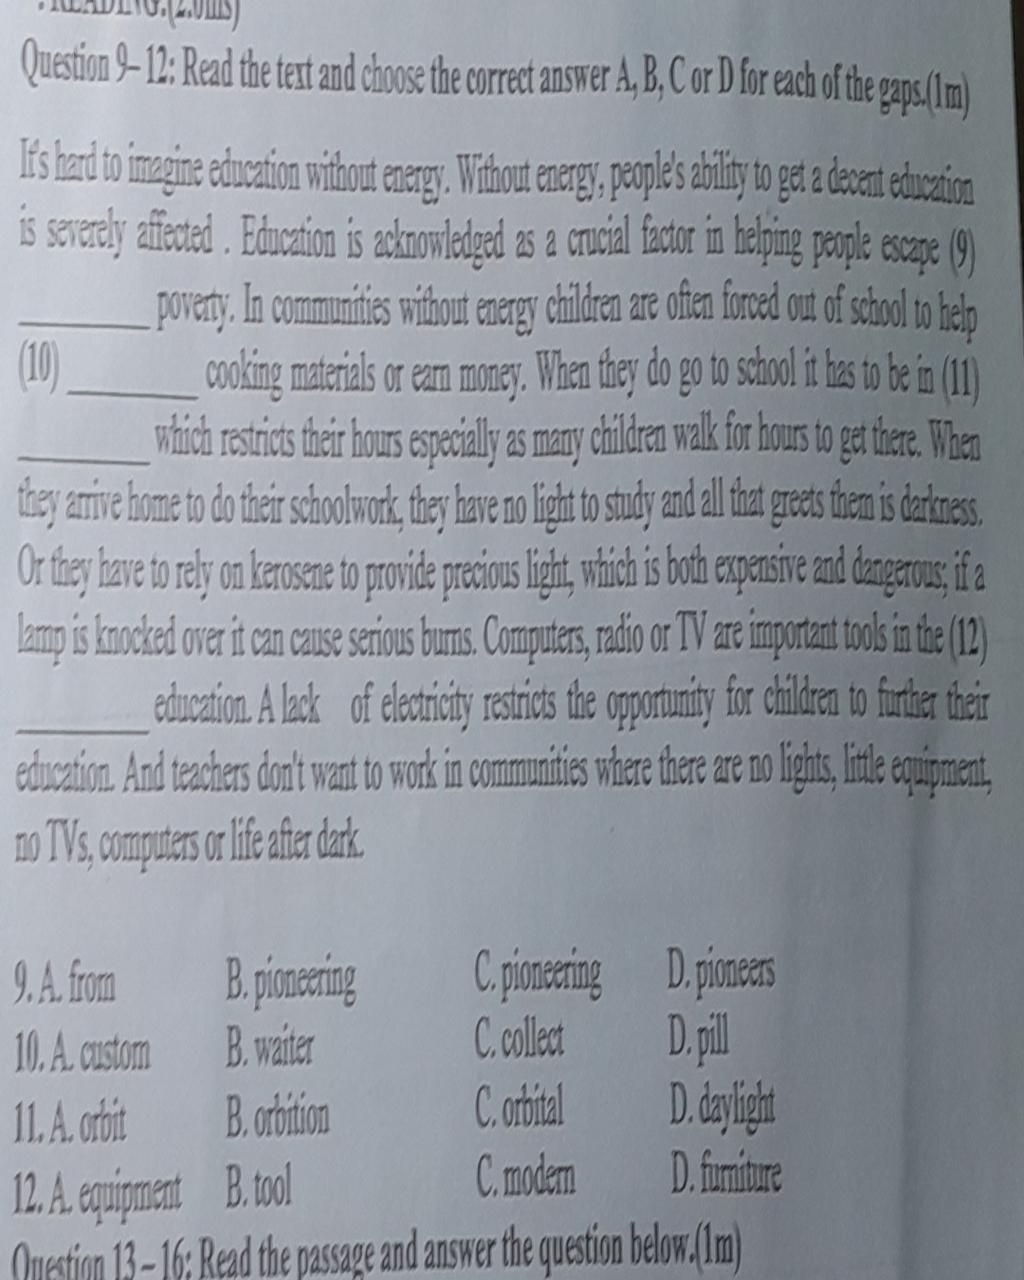 . READING.(2.0ms)
Question 9– 12: Read the text and choose the correct answer A, B, C or D for each of the gaps.(1m)
It's hard to imagine education without energy. Without energy, people's ability to get a decent education
is severely affected . Education is acknowledged as a crucial factor in helping people escape (9)
________ poverty. In communities without energy children are often forced out of school to help
(10) ________ cooking materials or earn money. When they do go to school it has to be in (11)
________ which restricts their hours especially as many children walk for hours to get there. When
they arrive home to do their schoolwork, they have no light to study and all that greets them is darkness.
Or they have to rely on kerosene to provide precious light, which is both expensive and dangerous; if a
lamp is knocked over it can cause serious burns. Computers, radio or TV are important tools in the (12)
________ education. A lack of electricity restricts the opportunity for children to further their
education. And teachers don't want to work in communities where there are no lights, little equipment,
no TVs, computers or life after dark.
9. A. from B. pioneering C. pioneering D. pioneers
10. A. custom B. waiter C. collect D. pill
11. A. orbit B. orbition C. orbital D. daylight
12. A. equipment B. tool C. modern D. furniture
Question 13 – 16: Read the passage and answer the question below.(1m)